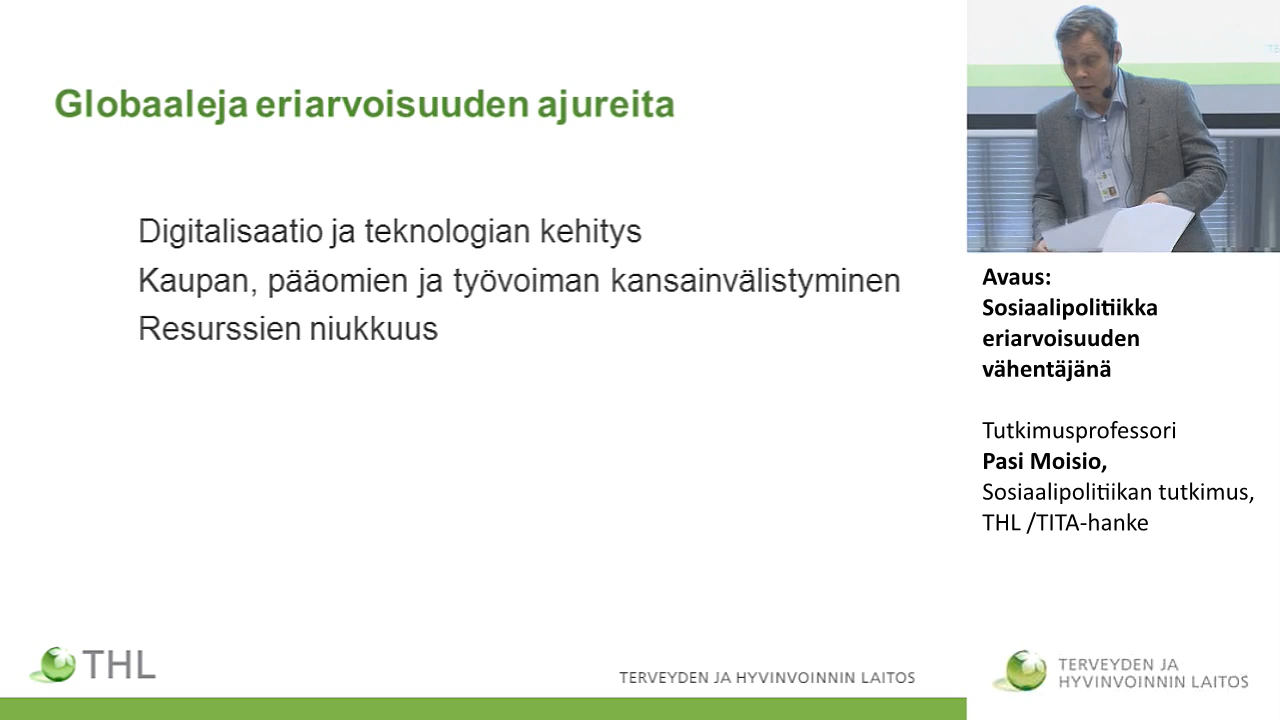 Globaaleja eriarvoisuuden ajureita
Digitalisaatio ja teknologian kehitys
Kaupan, pääomien ja työvoiman kansainvälistyminen
Resurssien niukkuus
THL
TERVEYDEN JA HYVINVOINNIN LAITOS
Avaus:
Sosiaalipolitiikka
eriarvoisuuden
vähentäjänä
Tutkimusprofessori
Pasi Moisio,
Sosiaalipolitiikan tutkimus,
THL /TITA-hanke
TERVEYDEN JA
HYVINVOINNIN LAITOS